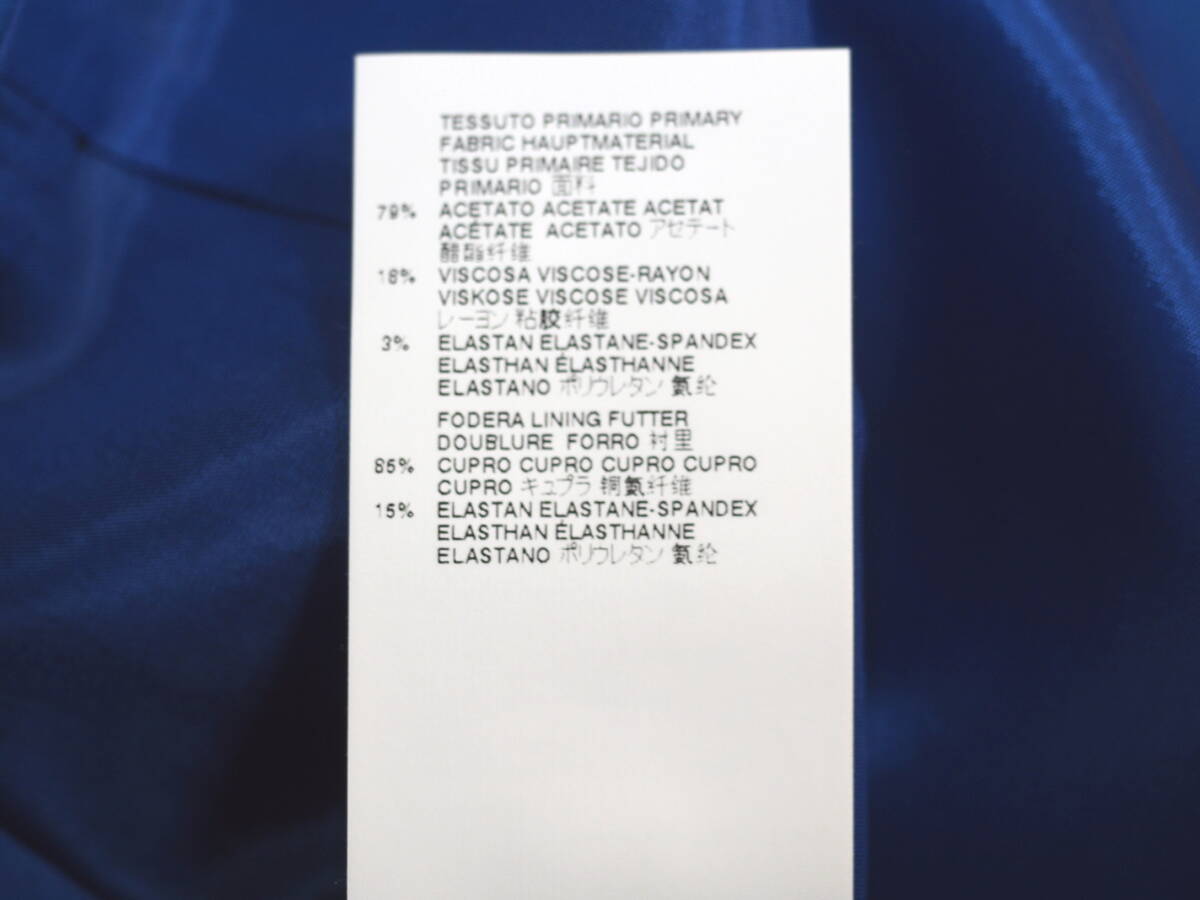 TESSUTO PRIMARIO PRIMARY
FABRIC HAUPTMATERIAL
TISSU PRIMAIRE TEJIDO
PRIMARIO 面料
79% ACETATO ACETATE ACETAT
ACÉTATE ACETATO アセテート
醋酯纤维
18% VISCOSA VISCOSE-RAYON
VISKOSE VISCOSE VISCOSA
レーヨン 粘胶纤维
3% ELASTAN ELASTANE-SPANDEX
ELASTHAN ÉLASTHANNE
ELASTANO ポリウレタン 氨纶
FODERA LINING FUTTER
DOUBLURE FORRO 衬里
85% CUPRO CUPRO CUPRO CUPRO
CUPRO キュプラ 铜氨纤维
15% ELASTAN ELASTANE-SPANDEX
ELASTHAN ÉLASTHANNE
ELASTANO ポリウレタン 氨纶